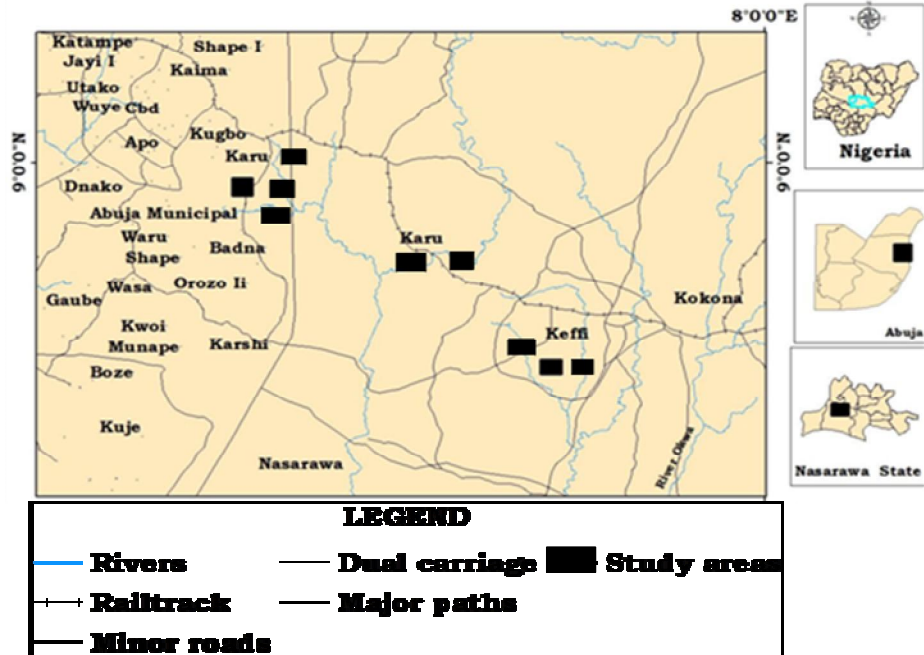 8°0'0"E
Katampe
Shape I
Jayi I
Kaima
Utako
Wuye Cbd
Kugbo
Apo
Karu
9°0'0"N
9°0'0"N
Dnako
Abuja Municipal
Waru
Karu
Badna
Shape
Orozo Ii
Wasa
Gaube
Kokona
Kwoi
Keffi
Munape
Karshi
Boze
Kuje
Nasarawa
River Okwa
Nigeria
Abuja
Nasarawa State
LEGEND
Rivers
Dual carriage
Study areas
Railtrack
Major paths
Minor roads